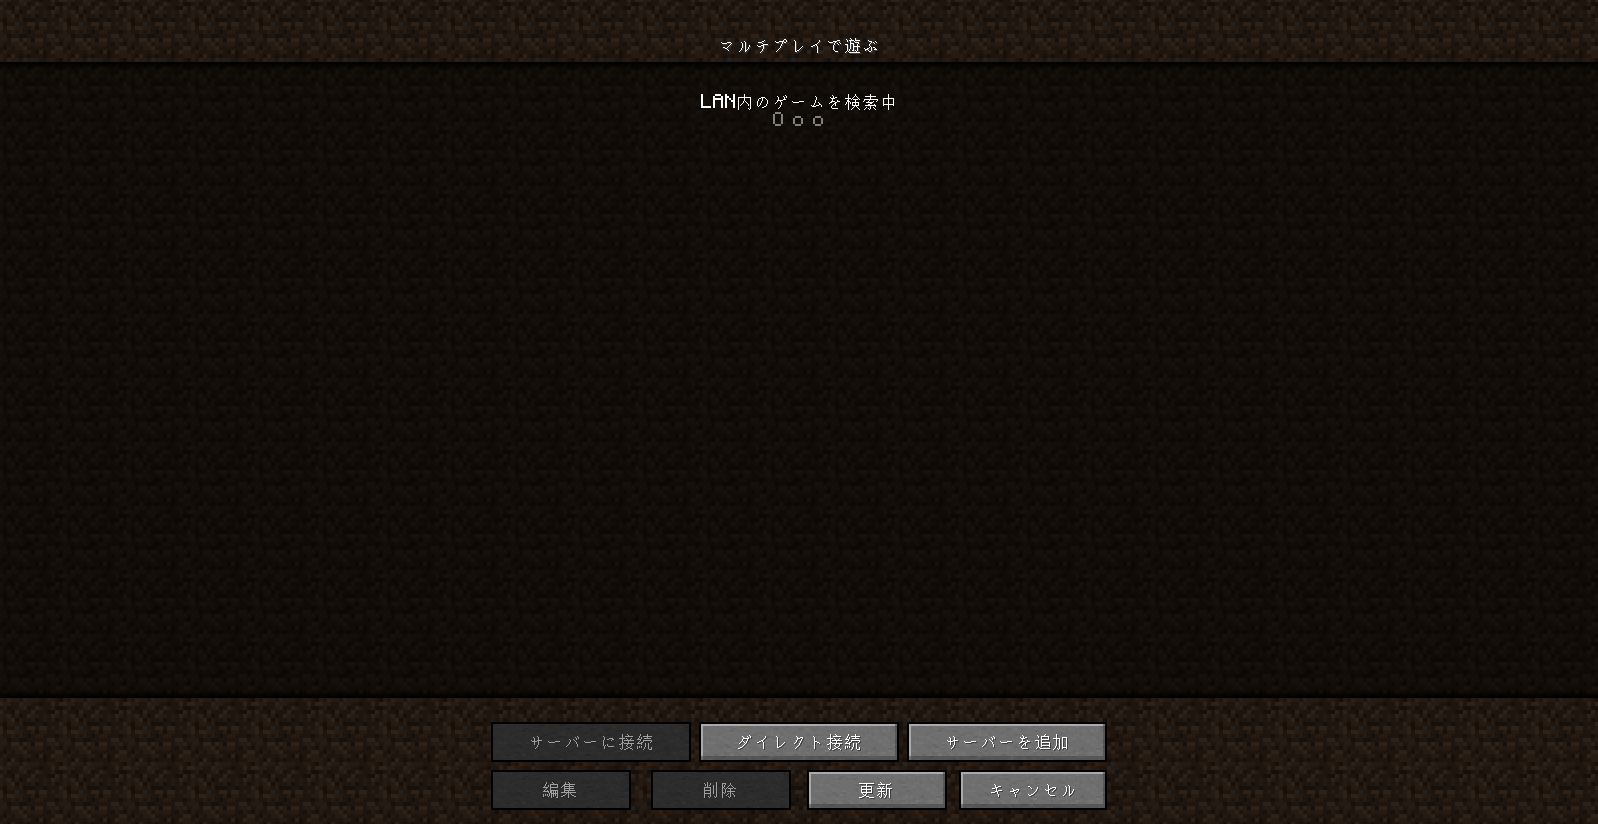 マルチプレイで遊ぶ
LAN内のゲームを検索中
O o o
サーバーに接続
ダイレクト接続
サーバーを追加
編集
削除
更新
キャンセル